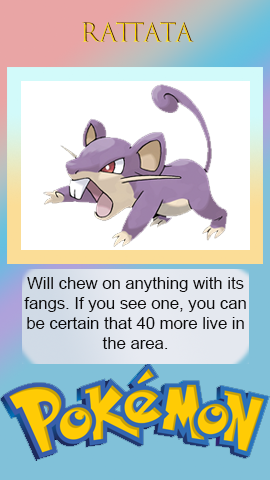 RATTATA
Will chew on anything with its
fangs. If you see one, you can
be certain that 40 more live in
the area.
POKéMON